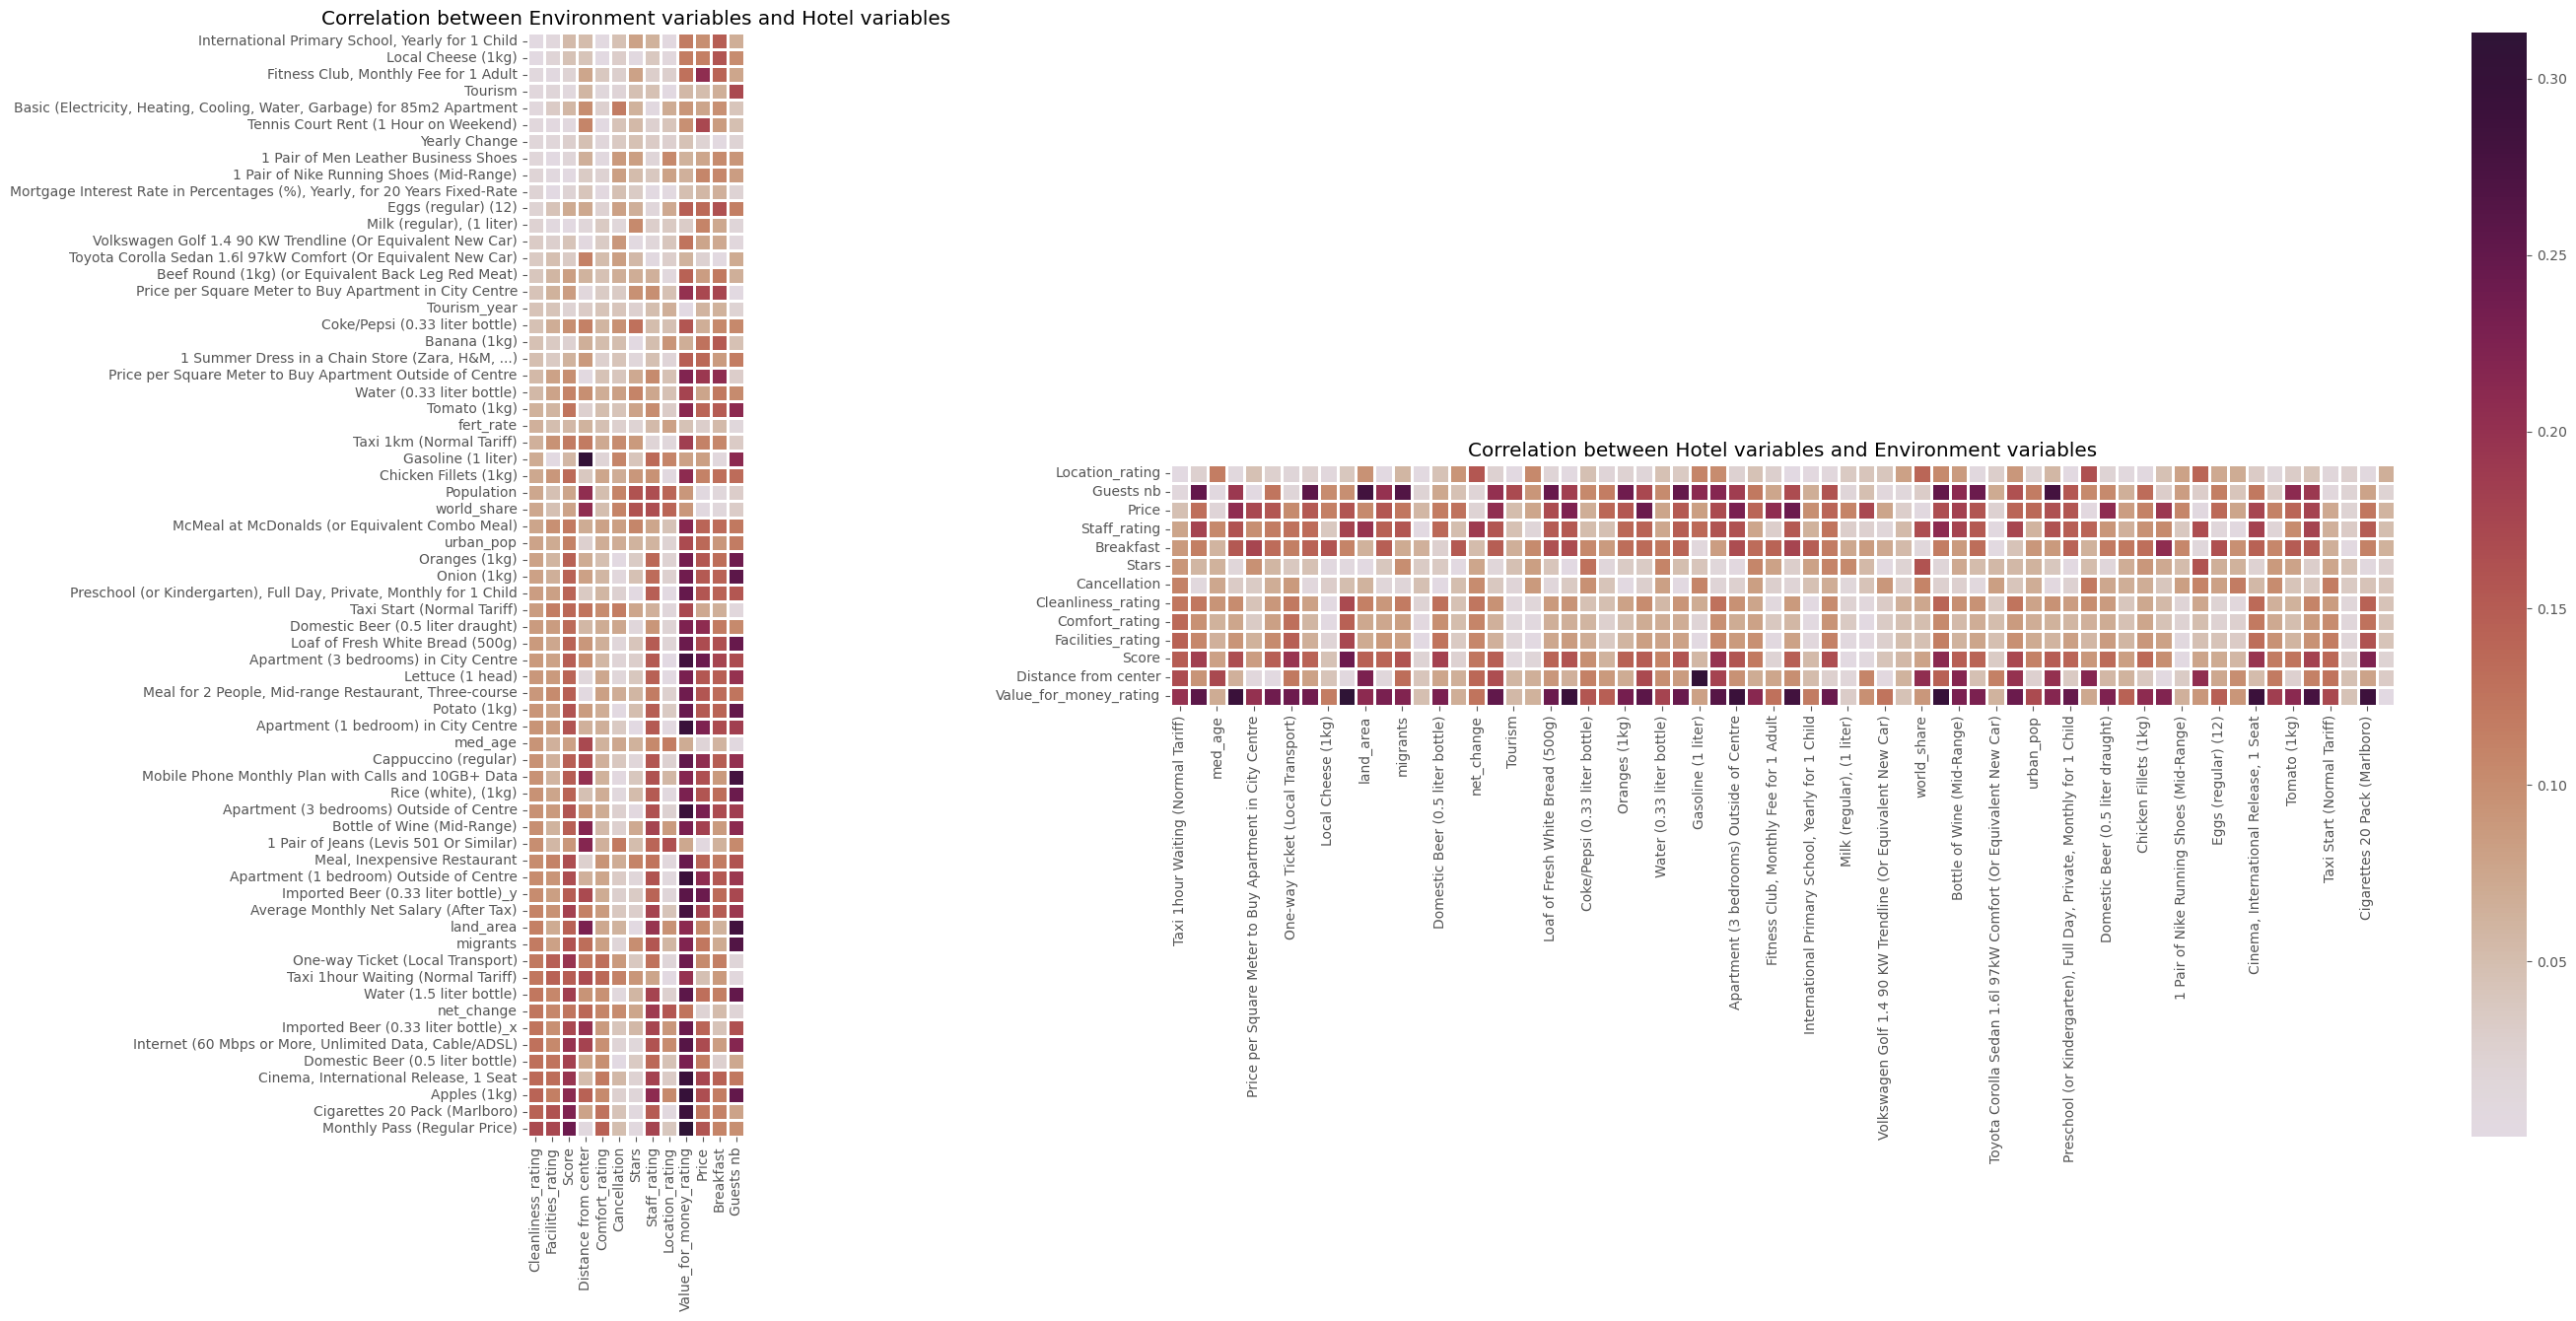 Correlation between Environment variables and Hotel variables
International Primary School, Yearly for 1 Child
Local Cheese (1kg)
Fitness Club, Monthly Fee for 1 Adult
Tourism
Basic (Electricity, Heating, Cooling, Water, Garbage) for 85m2 Apartment
Tennis Court Rent (1 Hour on Weekend)
Yearly Change
1 Pair of Men Leather Business Shoes
1 Pair of Nike Running Shoes (Mid-Range)
Mortgage Interest Rate in Percentages (%), Yearly, for 20 Years Fixed-Rate
Eggs (regular) (12)
Milk (regular), (1 liter)
Volkswagen Golf 1.4 90 KW Trendline (Or Equivalent New Car)
Toyota Corolla Sedan 1.6l 97kW Comfort (Or Equivalent New Car)
Beef Round (1kg) (or Equivalent Back Leg Red Meat)
Price per Square Meter to Buy Apartment in City Centre
Tourism_year
Coke/Pepsi (0.33 liter bottle)
Banana (1kg)
1 Summer Dress in a Chain Store (Zara, H&M, ...)
Price per Square Meter to Buy Apartment Outside of Centre
Water (0.33 liter bottle)
Tomato (1kg)
fert_rate
Taxi 1km (Normal Tariff)
Gasoline (1 liter)
Chicken Fillets (1kg)
Population
world_share
McMeal at McDonalds (or Equivalent Combo Meal)
urban_pop
Oranges (1kg)
Onion (1kg)
Preschool (or Kindergarten), Full Day, Private, Monthly for 1 Child
Taxi Start (Normal Tariff)
Domestic Beer (0.5 liter draught)
Loaf of Fresh White Bread (500g)
Apartment (3 bedrooms) in City Centre
Lettuce (1 head)
Meal for 2 People, Mid-range Restaurant, Three-course
Potato (1kg)
Apartment (1 bedroom) in City Centre
med_age
Cappuccino (regular)
Mobile Phone Monthly Plan with Calls and 10GB+ Data
Rice (white), (1kg)
Apartment (3 bedrooms) Outside of Centre
Bottle of Wine (Mid-Range)
1 Pair of Jeans (Levis 501 Or Similar)
Meal, Inexpensive Restaurant
Apartment (1 bedroom) Outside of Centre
Imported Beer (0.33 liter bottle)_y
Average Monthly Net Salary (After Tax)
land_area
migrants
One-way Ticket (Local Transport)
Taxi 1hour Waiting (Normal Tariff)
Water (1.5 liter bottle)
net_change
Imported Beer (0.33 liter bottle)_x
Internet (60 Mbps or More, Unlimited Data, Cable/ADSL)
Domestic Beer (0.5 liter bottle)
Cinema, International Release, 1 Seat
Apples (1kg)
Cigarettes 20 Pack (Marlboro)
Monthly Pass (Regular Price)
Cleanliness_rating
Facilities_rating
Score
Distance from center
Comfort_rating
Cancellation
Stars
Staff_rating
Location_rating
Value_for_money_rating
Price
Breakfast
Guests nb
Correlation between Hotel variables and Environment variables
Location_rating
Guests nb
Price
Staff_rating
Breakfast
Stars
Cancellation
Cleanliness_rating
Comfort_rating
Facilities_rating
Score
Distance from center
Value_for_money_rating
Taxi 1hour Waiting (Normal Tariff)
med_age
Price per Square Meter to Buy Apartment in City Centre
One-way Ticket (Local Transport)
Local Cheese (1kg)
land_area
migrants
Domestic Beer (0.5 liter bottle)
net_change
Tourism
Loaf of Fresh White Bread (500g)
Coke/Pepsi (0.33 liter bottle)
Oranges (1kg)
Water (0.33 liter bottle)
Gasoline (1 liter)
Apartment (3 bedrooms) Outside of Centre
Fitness Club, Monthly Fee for 1 Adult
International Primary School, Yearly for 1 Child
Milk (regular), (1 liter)
Volkswagen Golf 1.4 90 KW Trendline (Or Equivalent New Car)
world_share
Bottle of Wine (Mid-Range)
Toyota Corolla Sedan 1.6l 97kW Comfort (Or Equivalent New Car)
urban_pop
Preschool (or Kindergarten), Full Day, Private, Monthly for 1 Child
Domestic Beer (0.5 liter draught)
Chicken Fillets (1kg)
1 Pair of Nike Running Shoes (Mid-Range)
Eggs (regular) (12)
Cinema, International Release, 1 Seat
Tomato (1kg)
Taxi Start (Normal Tariff)
Cigarettes 20 Pack (Marlboro)
0.30
0.25
0.20
0.15
0.10
0.05